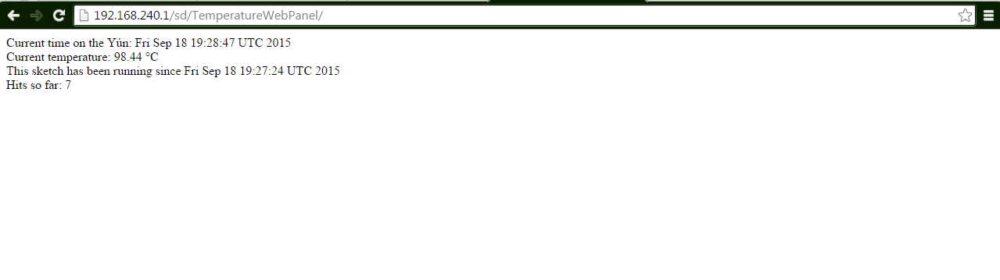 192.168.240.1/sd/TemperatureWebPanel/
Current time on the Yún: Fri Sep 18 19:28:47 UTC 2015
Current temperature: 98.44 °C
This sketch has been running since Fri Sep 18 19:27:24 UTC 2015
Hits so far: 7